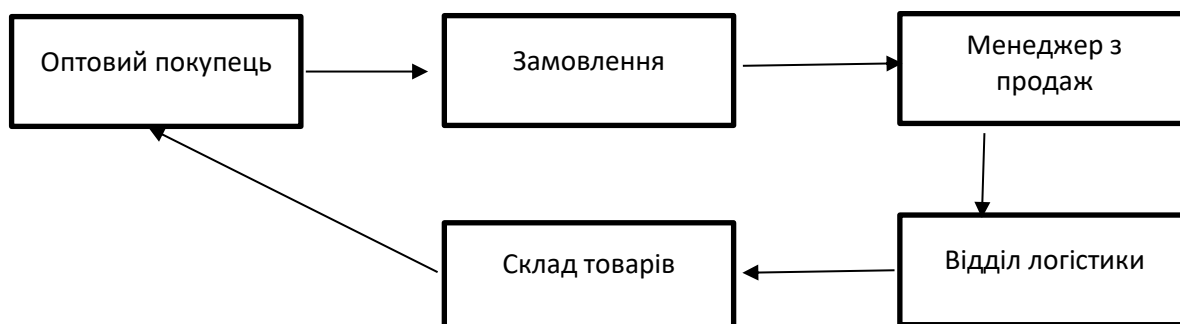 Оптовий покупець
Замовлення
Менеджер з
продаж
Склад товарів
Відділ логістики